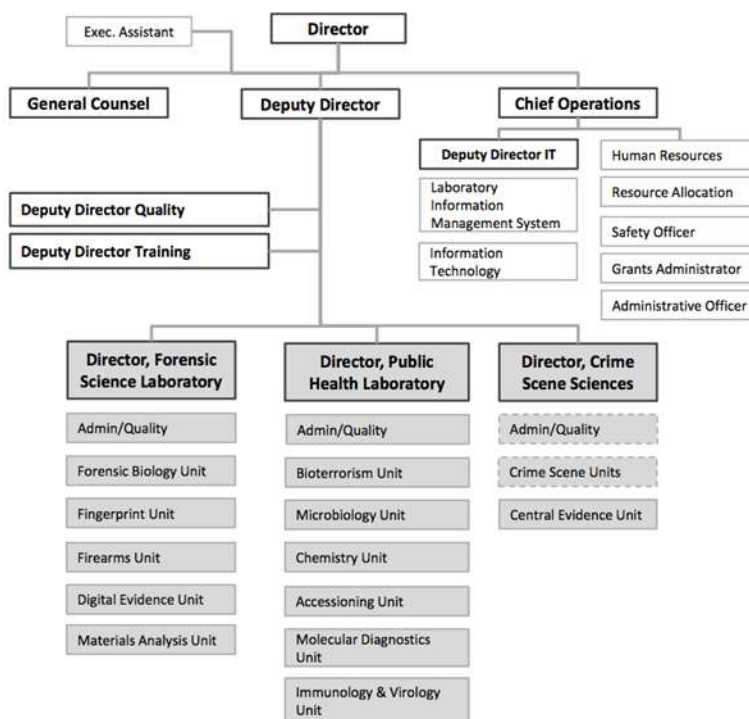 Exec. Assistant
Director
General Counsel
Deputy Director
Chief Operations
Deputy Director IT
Human Resources
Laboratory
Information
Management System
Resource Allocation
Safety Officer
Information
Technology
Grants Administrator
Administrative Officer
Deputy Director Quality
Deputy Director Training
Director, Forensic
Science Laboratory
Director, Public
Health Laboratory
Director, Crime
Scene Sciences
Admin/Quality
Forensic Biology Unit
Fingerprint Unit
Firearms Unit
Digital Evidence Unit
Materials Analysis Unit
Admin/Quality
Bioterrorism Unit
Microbiology Unit
Chemistry Unit
Accessioning Unit
Molecular Diagnostics
Unit
Immunology & Virology
Unit
Admin/Quality
Crime Scene Units
Central Evidence Unit